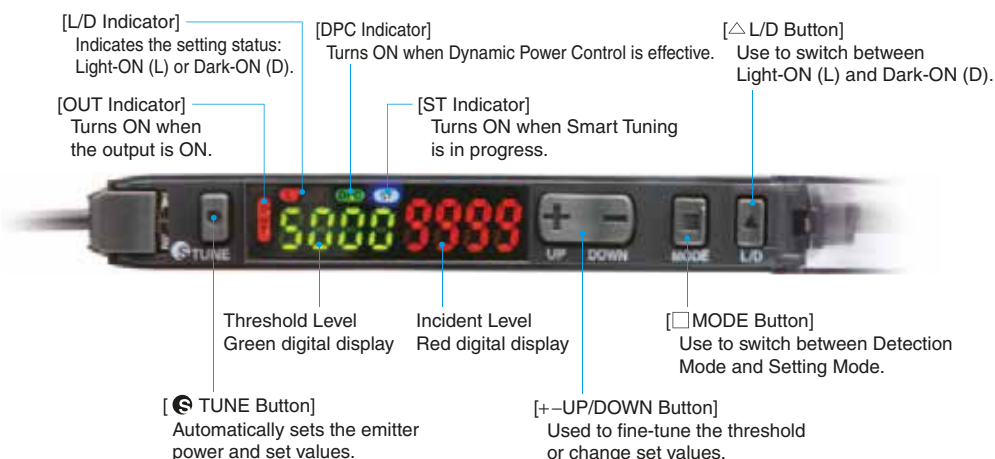 [L/D Indicator]
Indicates the setting status:
Light-ON (L) or Dark-ON (D).
[DPC Indicator]
Turns ON when Dynamic Power Control is effective.
[△ L/D Button]
Use to switch between
Light-ON (L) and Dark-ON (D).
[OUT Indicator]
Turns ON when
the output is ON.
[ST Indicator]
Turns ON when Smart Tuning
is in progress.
L
DPC
ST
OUT
5000 9999
S TUNE
+ −
UP DOWN
MODE
L/D
Threshold Level
Green digital display
Incident Level
Red digital display
[□ MODE Button]
Use to switch between Detection
Mode and Setting Mode.
[S TUNE Button]
Automatically sets the emitter
power and set values.
[+−UP/DOWN Button]
Used to fine-tune the threshold
or change set values.